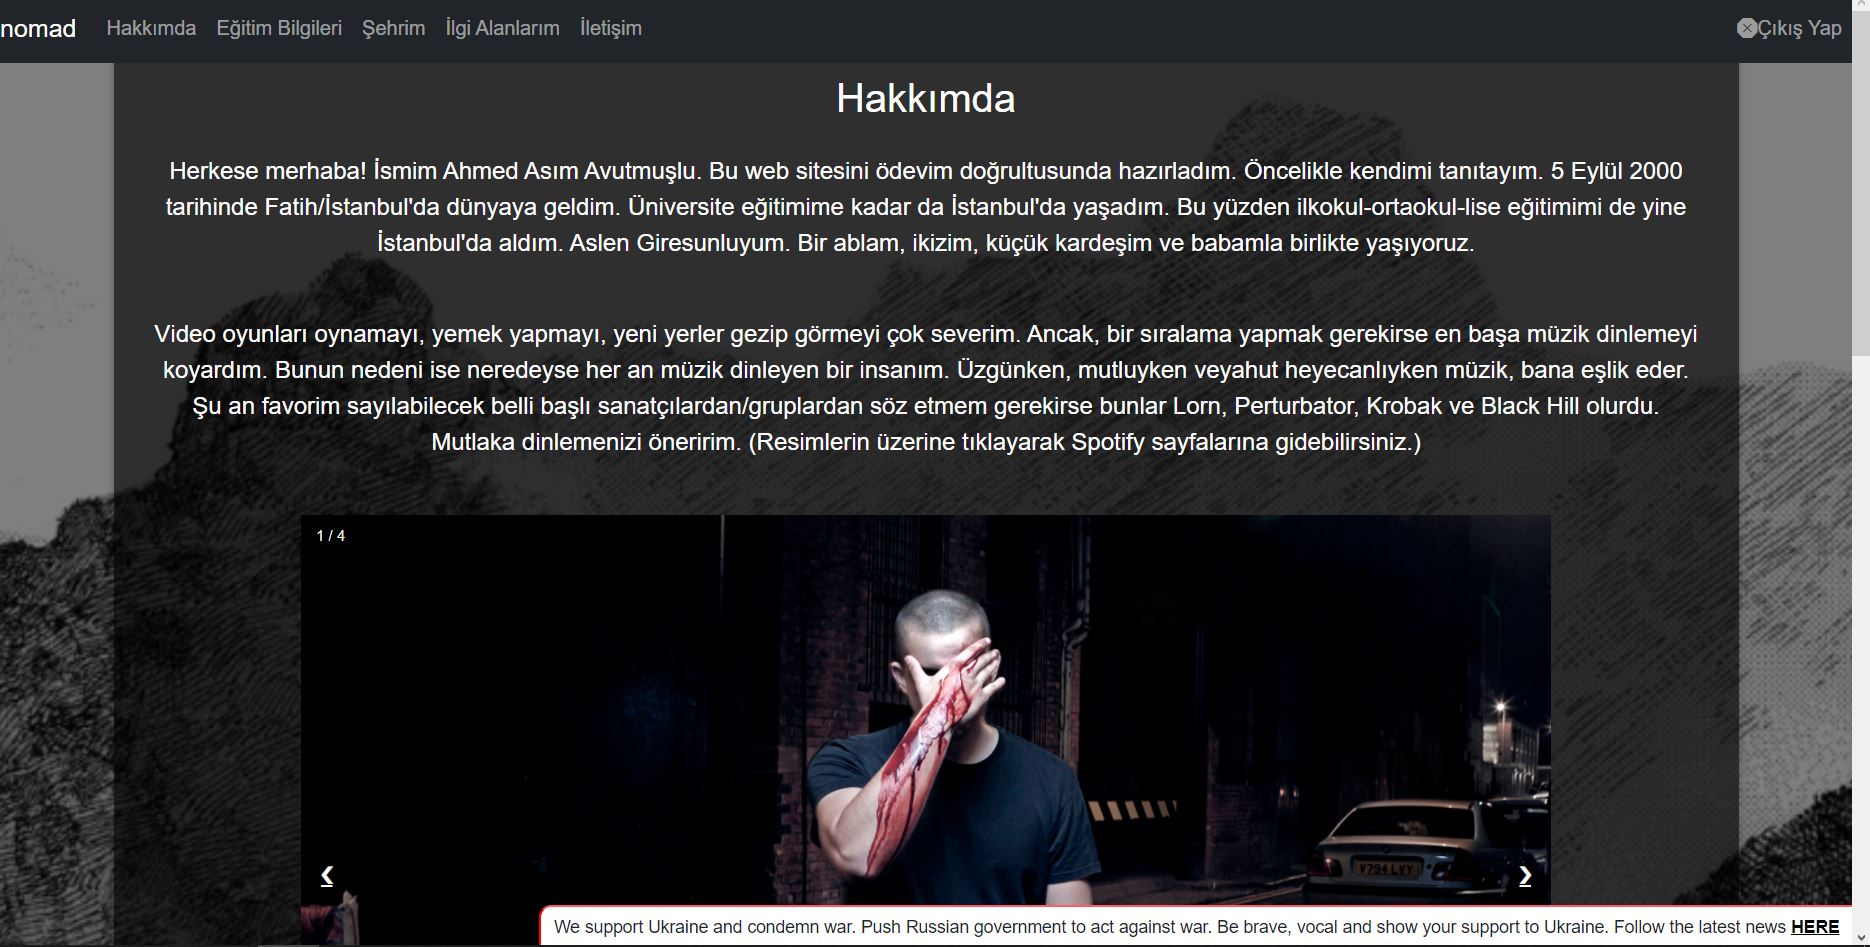 nomad Hakkımda Eğitim Bilgileri Şehrim İlgi Alanlarım İletişim Çıkış Yap
Hakkımda
Herkese merhaba! İsmim Ahmed Asım Avutmuşlu. Bu web sitesini ödevim doğrultusunda hazırladım. Öncelikle kendimi tanıtayım. 5 Eylül 2000
tarihinde Fatih/İstanbul'da dünyaya geldim. Üniversite eğitimime kadar da İstanbul'da yaşadım. Bu yüzden ilkokul-ortaokul-lise eğitimimi de yine
İstanbul'da aldım. Aslen Giresunluyum. Bir ablam, ikizim, küçük kardeşim ve babamla birlikte yaşıyoruz.
Video oyunları oynamayı, yemek yapmayı, yeni yerler gezip görmeyi çok severim. Ancak, bir sıralama yapmak gerekirse en başa müzik dinlemeyi
koyardım. Bunun nedeni ise neredeyse her an müzik dinleyen bir insanım. Üzgünken, mutluyken veyahut heyecanlıyken müzik, bana eşlik eder.
Şu an favorim sayılabilecek belli başlı sanatçılardan/gruplardan söz etmem gerekirse bunlar Lorn, Perturbator, Krobak ve Black Hill olurdu.
Mutlaka dinlemenizi öneririm. (Resimlerin üzerine tıklayarak Spotify sayfalarına gidebilirsiniz.)
1 / 4
V794 LVY
❮ ❯
We support Ukraine and condemn war. Push Russian government to act against war. Be brave, vocal and show your support to Ukraine. Follow the latest news HERE